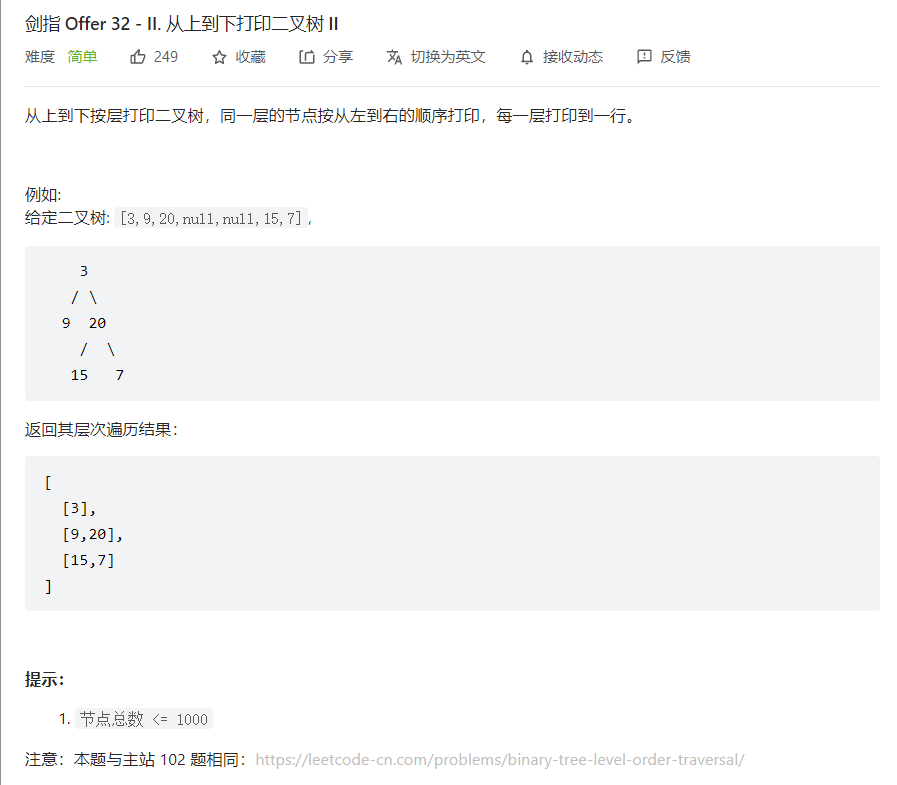 剑指 Offer 32 - II. 从上到下打印二叉树 II
难度 简单 249 收藏 分享 切换为英文 接收动态 反馈
从上到下按层打印二叉树，同一层的节点按从左到右的顺序打印，每一层打印到一行。
例如:
给定二叉树: [3,9,20,null,null,15,7],
3
/ \
9 20
/ \
15 7
返回其层次遍历结果：
[
[3],
[9,20],
[15,7]
]
提示：
1. 节点总数 <= 1000
注意：本题与主站 102 题相同：https://leetcode-cn.com/problems/binary-tree-level-order-traversal/